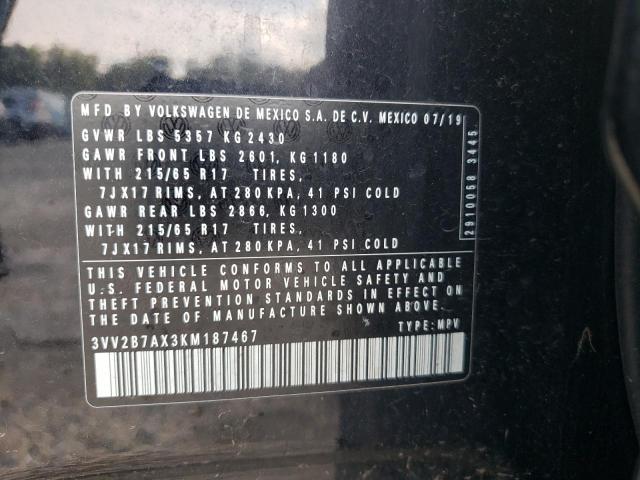 MFD BY VOLKSWAGEN DE MEXICO S.A. DE C.V. MEXICO 07/19
GVWR LBS 5357 KG 2430
GAWR FRONT LBS 2601, KG 1180
WITH 215/65 R17 TIRES,
7JX17 RIMS, AT 280 KPA, 41 PSI COLD
GAWR REAR LBS 2866, KG 1300
WITH 215/65 R17 TIRES,
7JX17 RIMS, AT 280 KPA, 41 PSI COLD
2910058 3445
THIS VEHICLE CONFORMS TO ALL APPLICABLE
U.S. FEDERAL MOTOR VEHICLE SAFETY AND
THEFT PREVENTION STANDARDS IN EFFECT ON
THE DATE OF MANUFACTURE SHOWN ABOVE.
3VV2B7AX3KM187467 TYPE: MPV